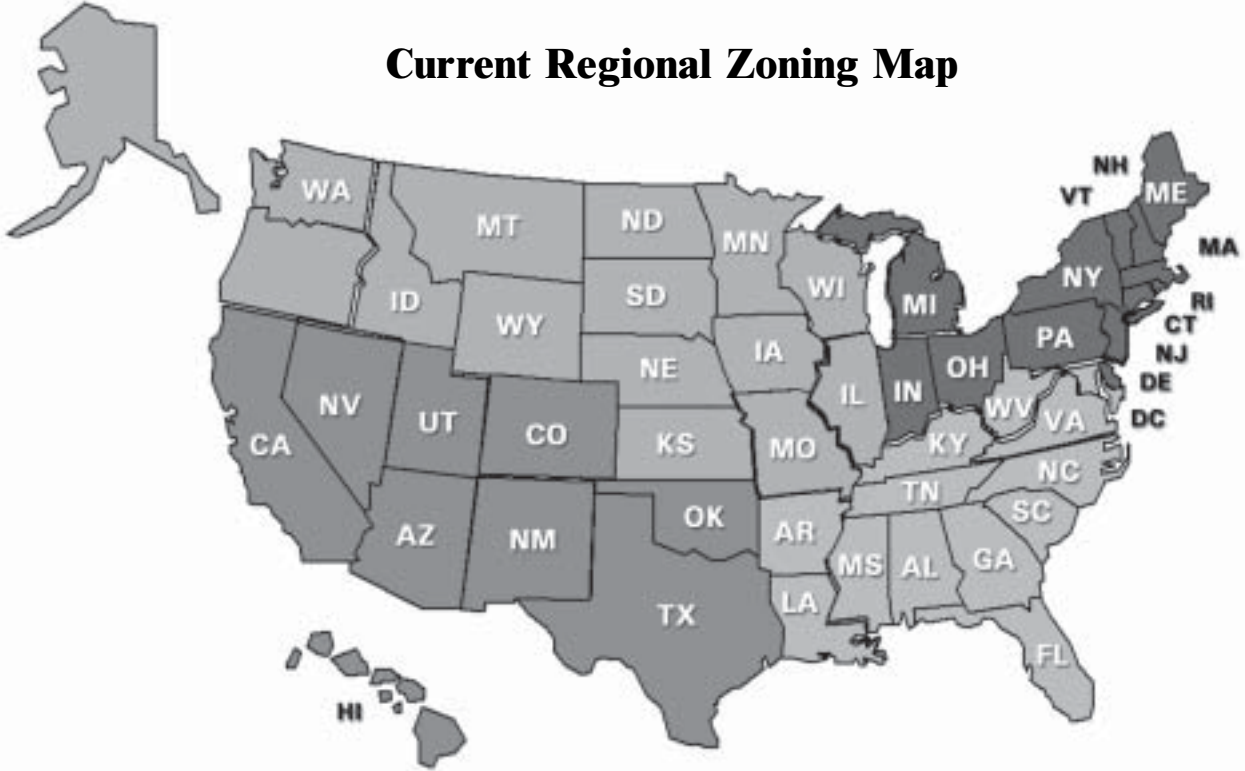 Current Regional Zoning Map
NH
VT
ME
WA
MT
ND
MN
MA
NY
ID
SD
WI
MI
RI
WY
CT
PA
IA
NJ
NE
OH
DE
IL
IN
NV
WV
DC
UT
VA
CO
CA
KS
MO
KY
NC
TN
SC
OK
AZ
NM
AR
GA
MS
AL
LA
TX
FL
HI